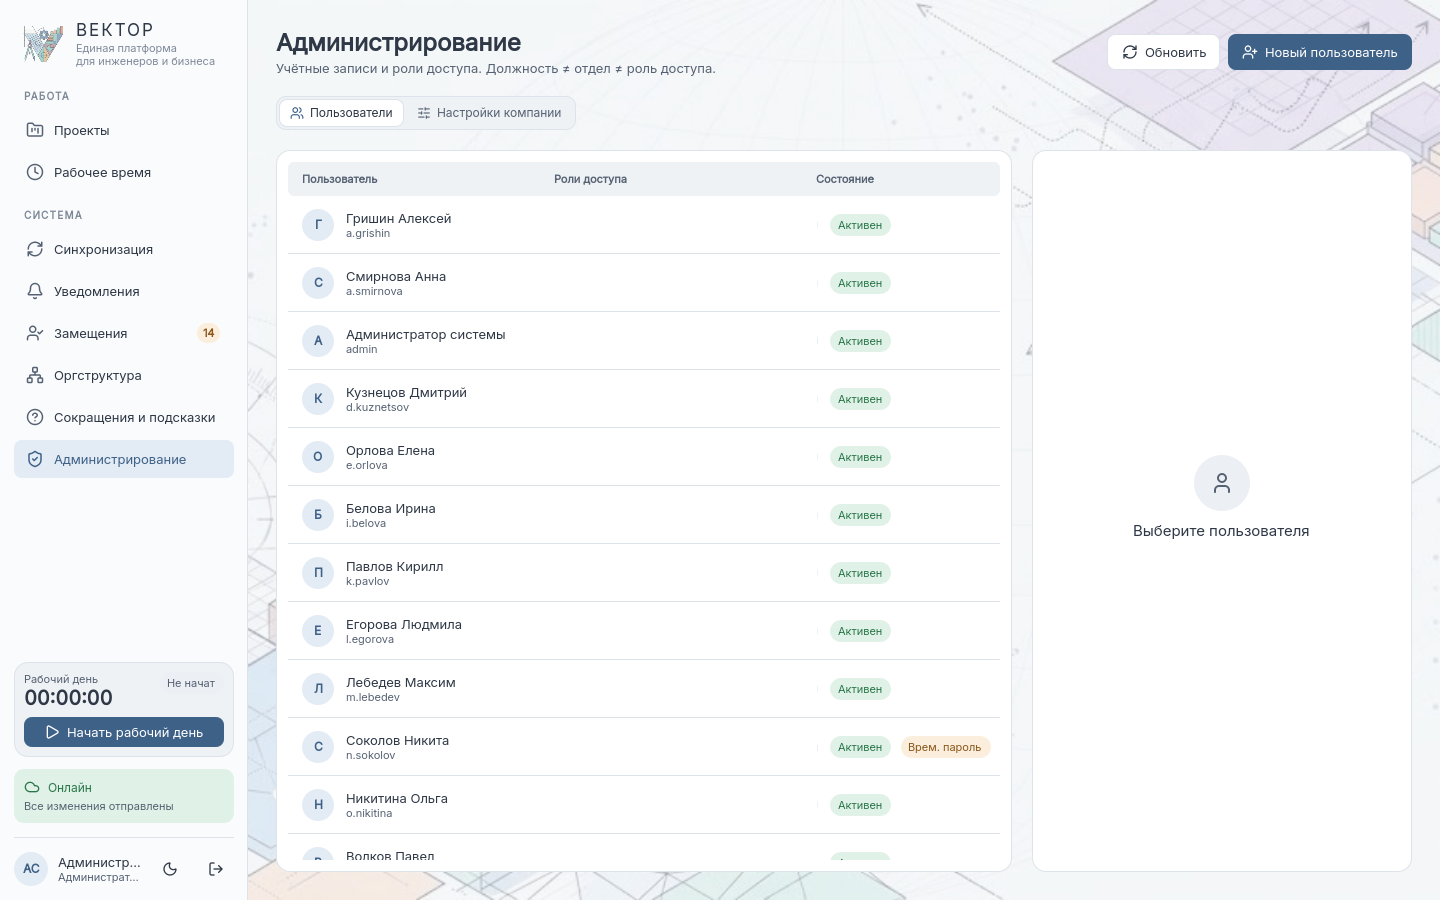 ВЕКТОР
Единая платформа
для инженеров и бизнеса
РАБОТА
Проекты
Рабочее время
СИСТЕМА
Синхронизация
Уведомления
Замещения 14
Оргструктура
Сокращения и подсказки
Администрирование
Рабочий день
Не начат
00:00:00
Начать рабочий день
Онлайн
Все изменения отправлены
АС
Администр...
Администрат...
Администрирование
Учётные записи и роли доступа. Должность ≠ отдел ≠ роль доступа.
Обновить
Новый пользователь
Пользователи
Настройки компании
Пользователь Роли доступа Состояние
Г Гришин Алексей Активен
a.grishin
С Смирнова Анна Активен
a.smirnova
А Администратор системы Активен
admin
К Кузнецов Дмитрий Активен
d.kuznetsov
О Орлова Елена Активен
e.orlova
Б Белова Ирина Активен
i.belova
П Павлов Кирилл Активен
k.pavlov
Е Егорова Людмила Активен
l.egorova
Л Лебедев Максим Активен
m.lebedev
С Соколов Никита Активен Врем. пароль
n.sokolov
Н Никитина Ольга Активен
o.nikitina
Волков Павел
Выберите пользователя